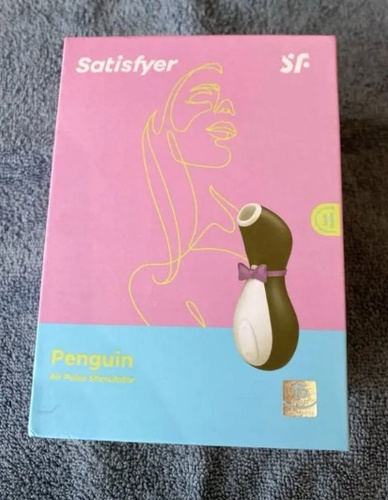 Satisfyer
SF
Penguin
Air Pulse Stimulator